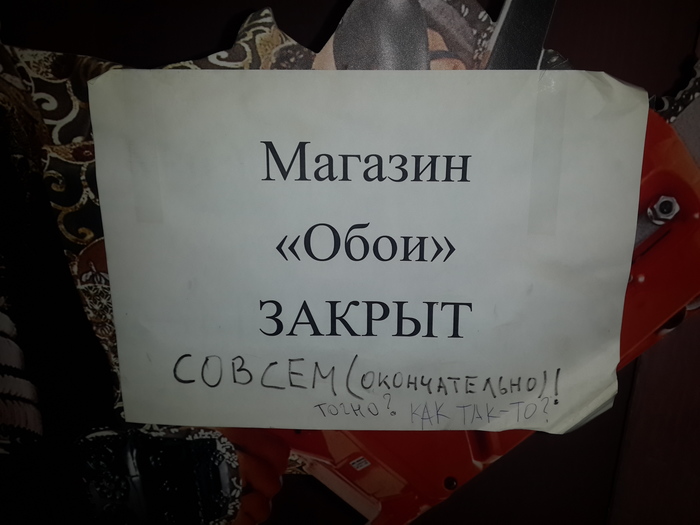 Магазин
«Обои»
ЗАКРЫТ
СОВСЕМ (ОКОНЧАТЕЛЬНО)!
ТОЧНО? КАК ТАК-ТО?